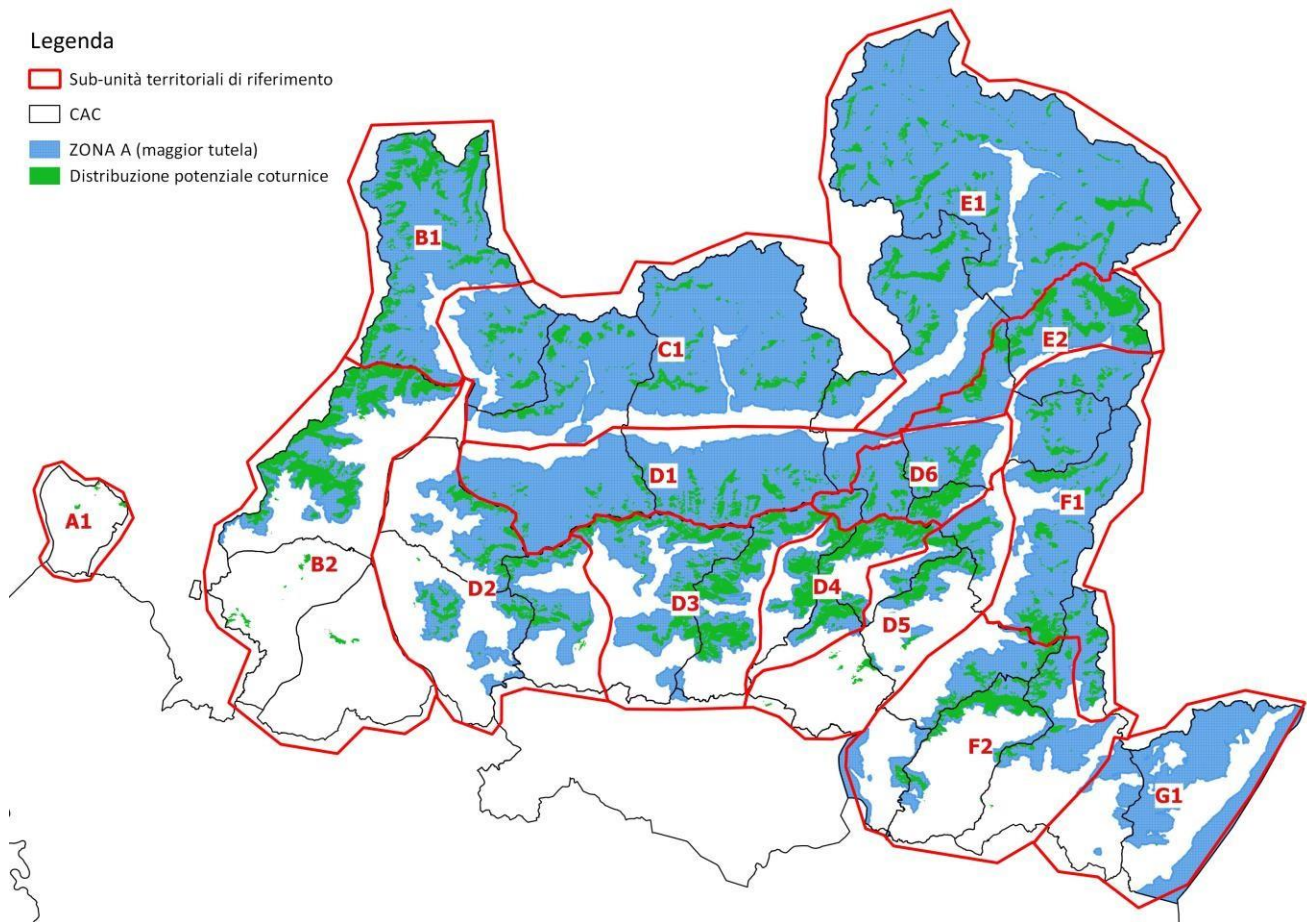 Legenda
Sub-unità territoriali di riferimento
CAC
ZONA A (maggior tutela)
Distribuzione potenziale coturnice
E1
B1
E2
C1
D1
D6
F1
A1
B2
D2
D4
D3
D5
F2
G1